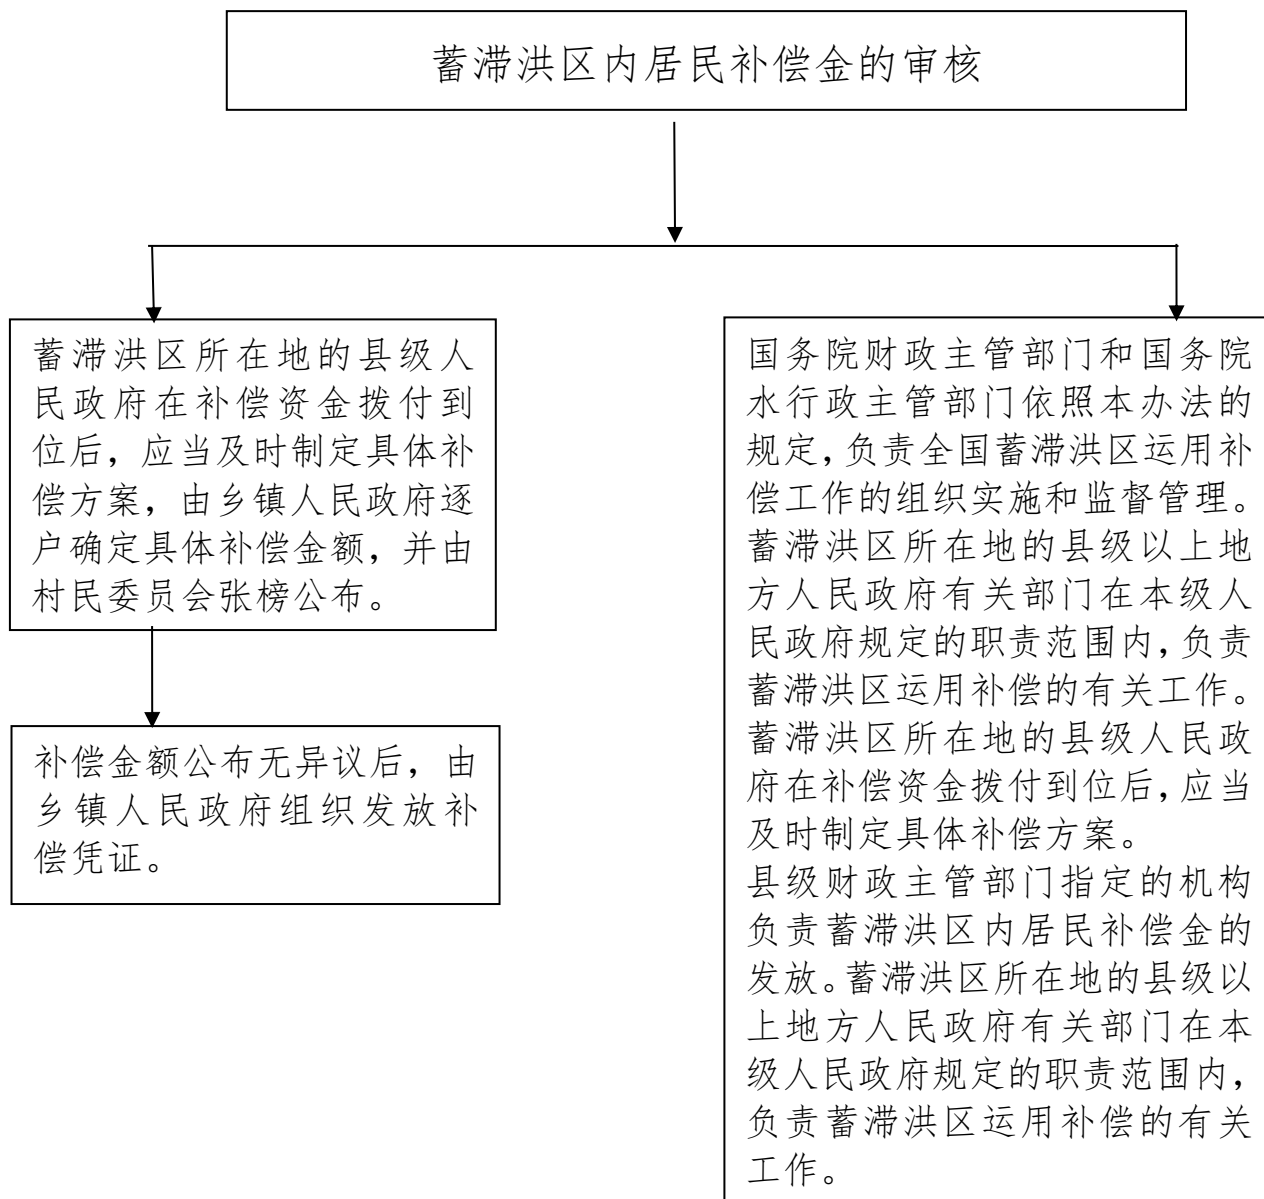 蓄滞洪区内居民补偿金的审核
蓄滞洪区所在地的县级人
民政府在补偿资金拨付到
位后，应当及时制定具体补
偿方案，由乡镇人民政府逐
户确定具体补偿金额，并由
村民委员会张榜公布。
补偿金额公布无异议后，由
乡镇人民政府组织发放补
偿凭证。
国务院财政主管部门和国务院
水行政主管部门依照本办法的
规定，负责全国蓄滞洪区运用补
偿工作的组织实施和监督管理。
蓄滞洪区所在地的县级以上地
方人民政府有关部门在本级人
民政府规定的职责范围内，负责
蓄滞洪区运用补偿的有关工作。
蓄滞洪区所在地的县级人民政
府在补偿资金拨付到位后，应当
及时制定具体补偿方案。
县级财政主管部门指定的机构
负责蓄滞洪区内居民补偿金的
发放。蓄滞洪区所在地的县级以
上地方人民政府有关部门在本
级人民政府规定的职责范围内，
负责蓄滞洪区运用补偿的有关
工作。